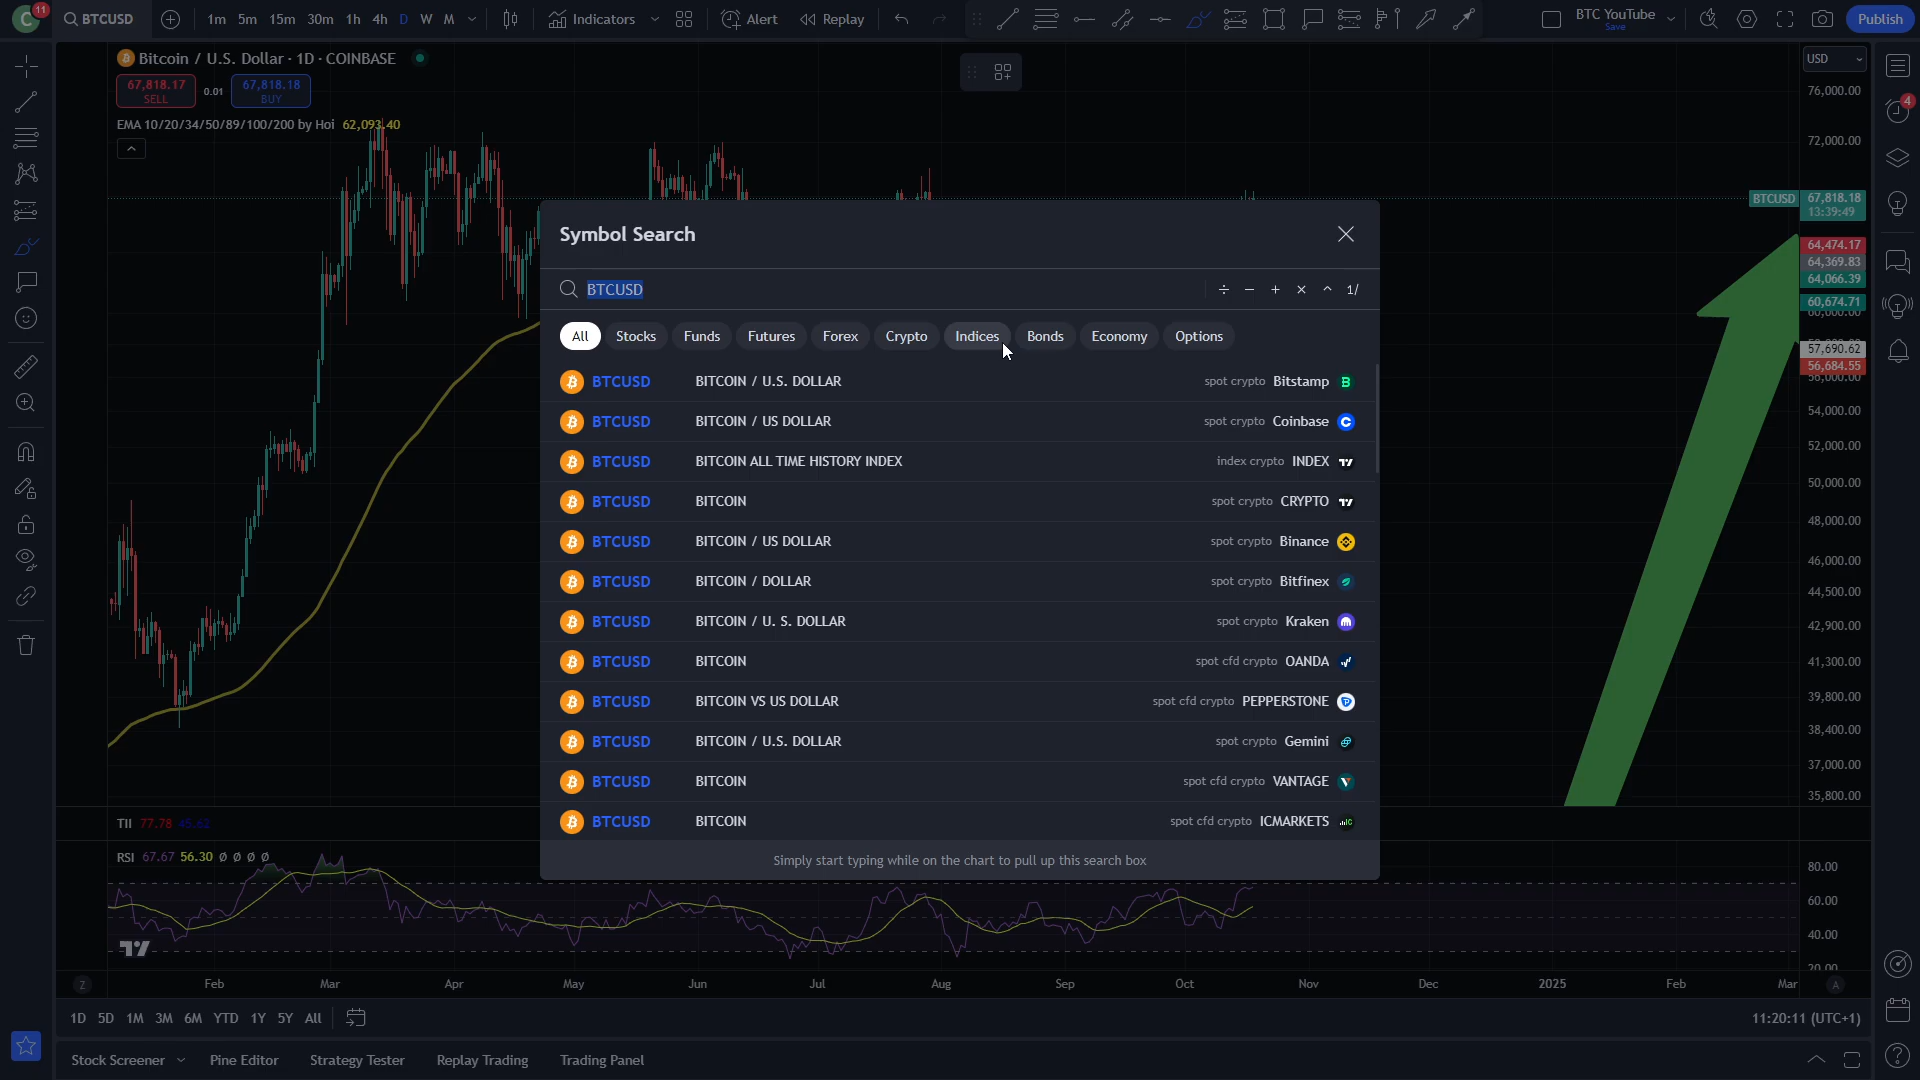 C 11 BTCUSD 1m 5m 15m 30m 1h 4h D W M Indicators Alert Replay BTC YouTube Save Publish
Bitcoin / U.S. Dollar · 1D · COINBASE
67,818.17 SELL 0.01 67,818.18 BUY
EMA 10/20/34/50/89/100/200 by Hoi 62,093.40
Symbol Search
BTCUSD
÷ − + × ^ 1/
All Stocks Funds Futures Forex Crypto Indices Bonds Economy Options
BTCUSD BITCOIN / U.S. DOLLAR spot crypto Bitstamp
BTCUSD BITCOIN / US DOLLAR spot crypto Coinbase
BTCUSD BITCOIN ALL TIME HISTORY INDEX index crypto INDEX
BTCUSD BITCOIN spot crypto CRYPTO
BTCUSD BITCOIN / US DOLLAR spot crypto Binance
BTCUSD BITCOIN / DOLLAR spot crypto Bitfinex
BTCUSD BITCOIN / U. S. DOLLAR spot crypto Kraken
BTCUSD BITCOIN spot cfd crypto OANDA
BTCUSD BITCOIN VS US DOLLAR spot cfd crypto PEPPERSTONE
BTCUSD BITCOIN / U.S. DOLLAR spot crypto Gemini
BTCUSD BITCOIN spot cfd crypto VANTAGE
BTCUSD BITCOIN spot cfd crypto ICMARKETS
Simply start typing while on the chart to pull up this search box
USD
76,000.00
72,000.00
BTCUSD 67,818.18
13:39:49
64,474.17
64,369.83
64,066.39
60,674.71
60,000.00
57,690.62
56,684.55
56,000.00
54,000.00
52,000.00
50,000.00
48,000.00
46,000.00
44,500.00
42,900.00
41,300.00
39,800.00
38,400.00
37,000.00
35,800.00
4
TII 77.78 45.62
RSI 67.67 56.30 Ø Ø Ø Ø
80.00
60.00
40.00
20.00
Z Feb Mar Apr May Jun Jul Aug Sep Oct Nov Dec 2025 Feb Mar A
1D 5D 1M 3M 6M YTD 1Y 5Y All 11:20:11 (UTC+1)
Stock Screener Pine Editor Strategy Tester Replay Trading Trading Panel